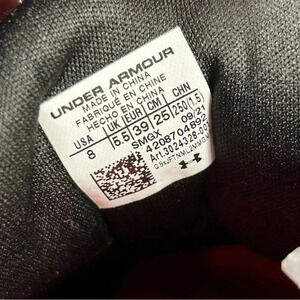 UNDER ARMOUR
MADE IN CHINA
FABRIQUÉ EN CHINE
HECHO EN CHINA
USA UK EUR CM CHN
8 5.5 39 25 250(1.5)
SMGX 09/21
4208704892
Art.3024328-00